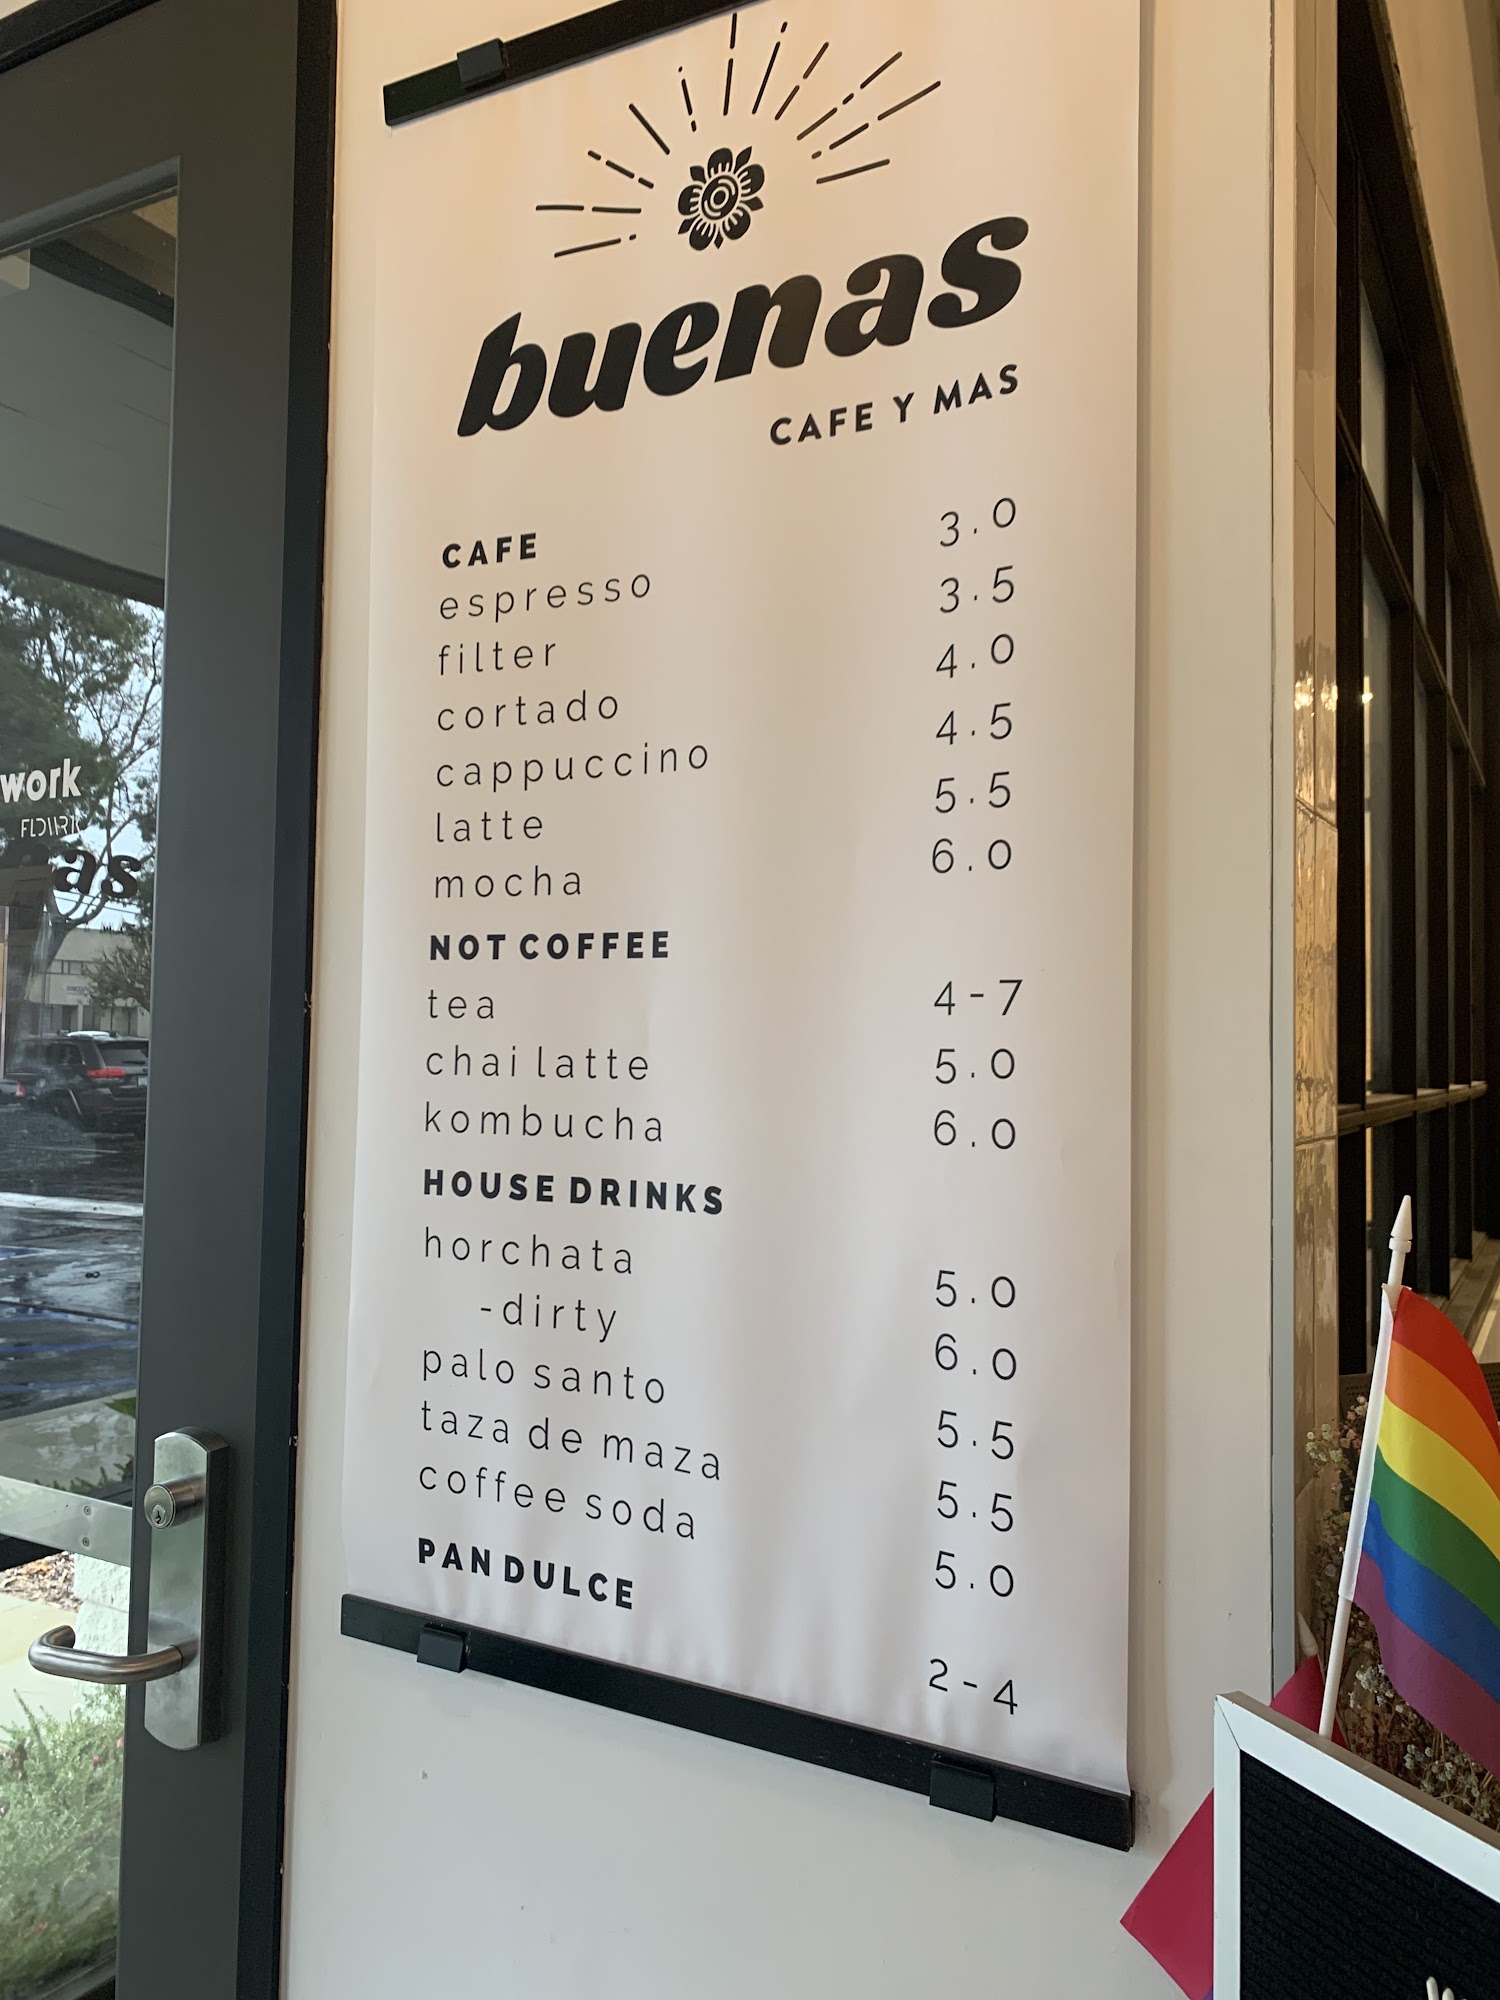 buenas
CAFE Y MAS
CAFE
espresso 3.0
filter 3.5
cortado 4.0
cappuccino 4.5
latte 5.5
mocha 6.0
NOT COFFEE
tea 4-7
chai latte 5.0
kombucha 6.0
HOUSE DRINKS
horchata 5.0
-dirty 6.0
palo santo 5.5
taza de maza 5.5
coffee soda 5.0
PAN DULCE 2-4
work
as